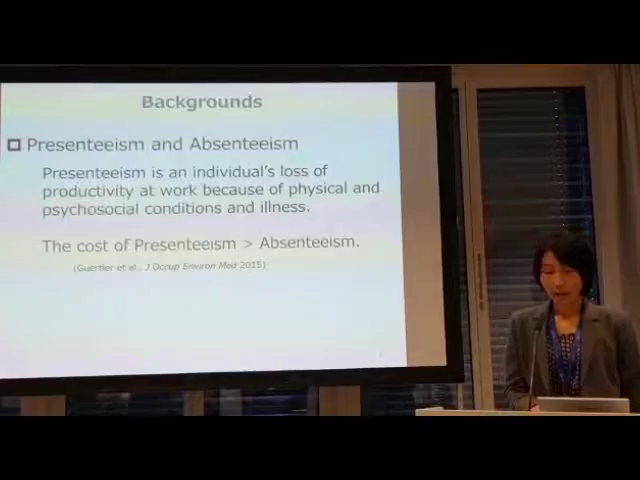 Backgrounds
Presenteeism and Absenteeism
Presenteeism is an individual's loss of
productivity at work because of physical and
psychosocial conditions and illness.
The cost of Presenteeism > Absenteeism.
(Guertler et al., J Occup Environ Med 2015)